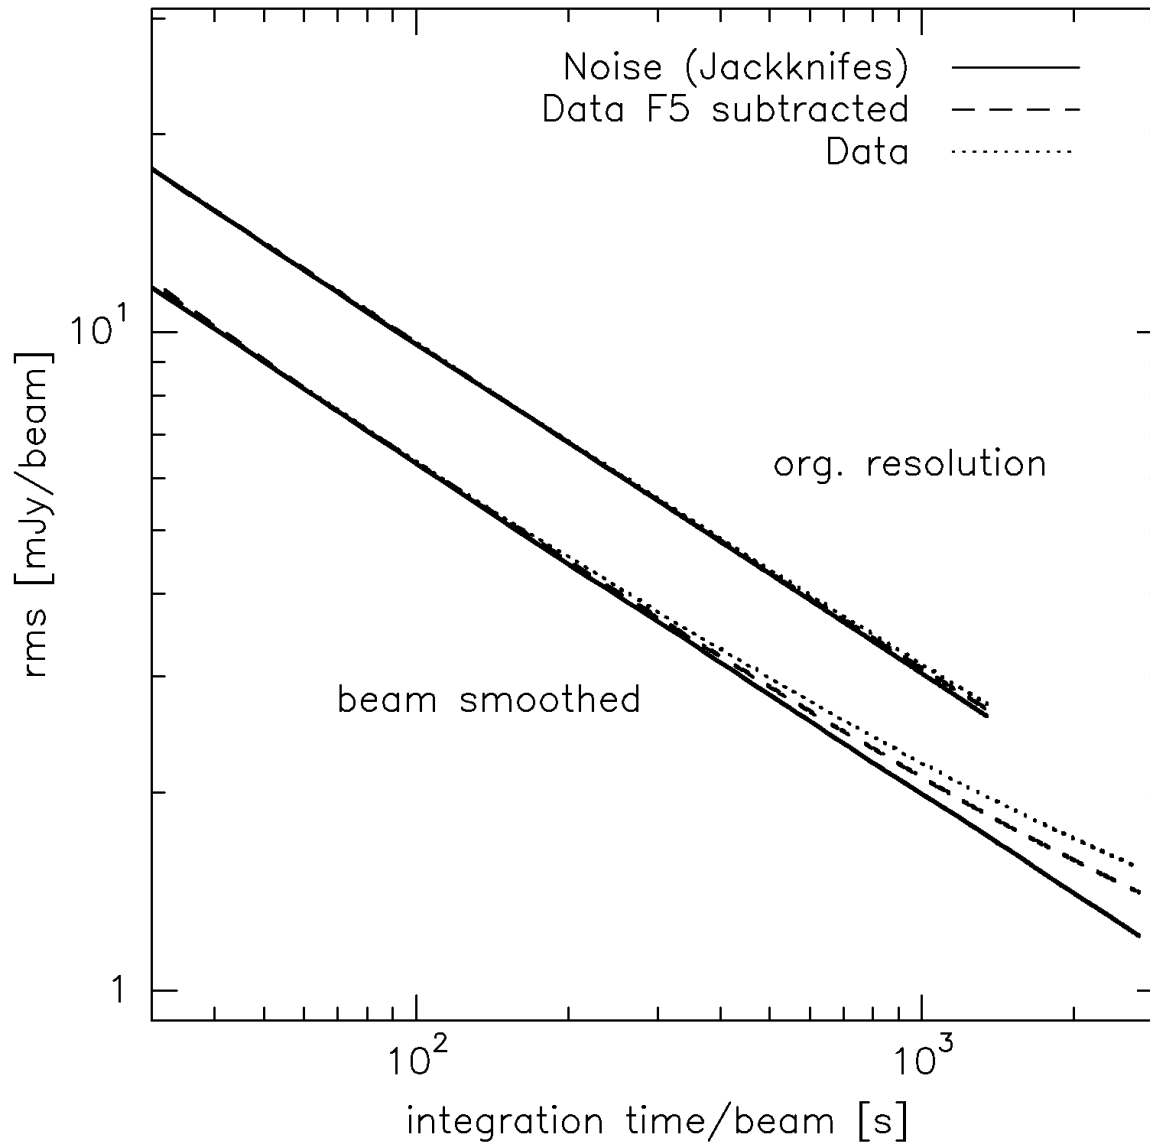 Noise (Jackknifes)
Data F5 subtracted
Data
10¹
org. resolution
rms [mJy/beam]
beam smoothed
1
10² 10³
integration time/beam [s]